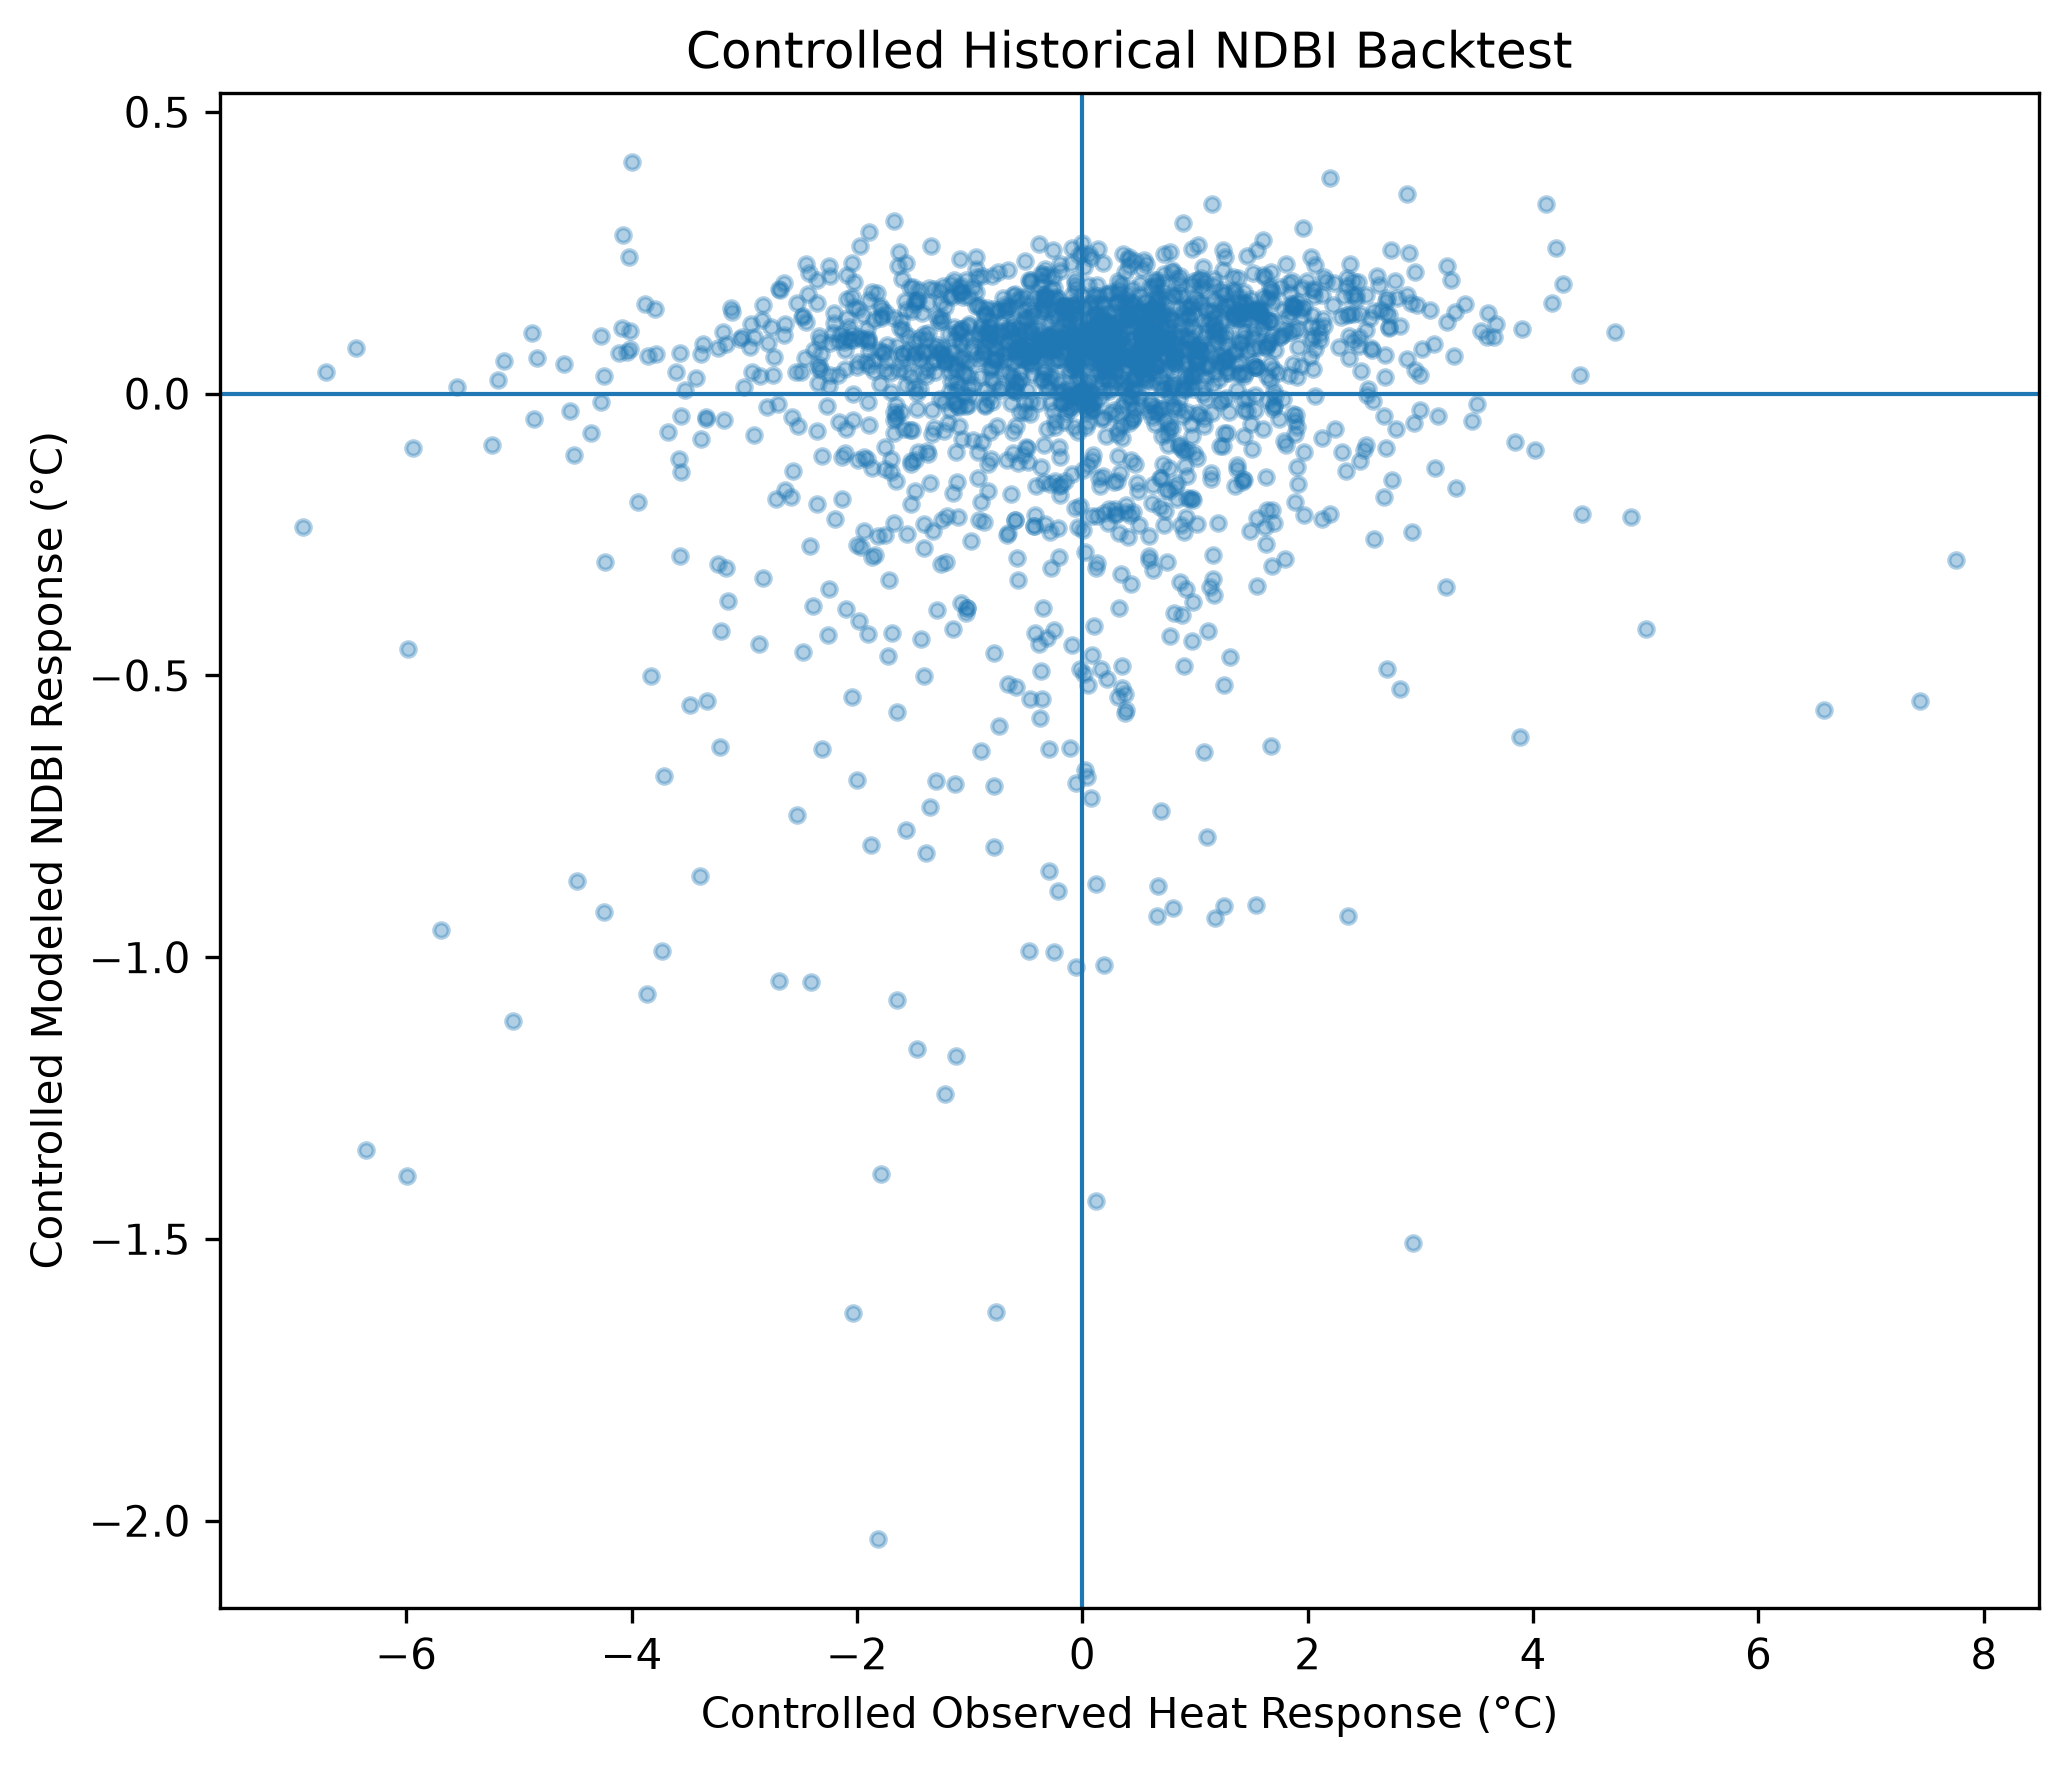 Controlled Historical NDBI Backtest
0.5
0.0
−0.5
−1.0
−1.5
−2.0
Controlled Modeled NDBI Response (°C)
−6 −4 −2 0 2 4 6 8
Controlled Observed Heat Response (°C)